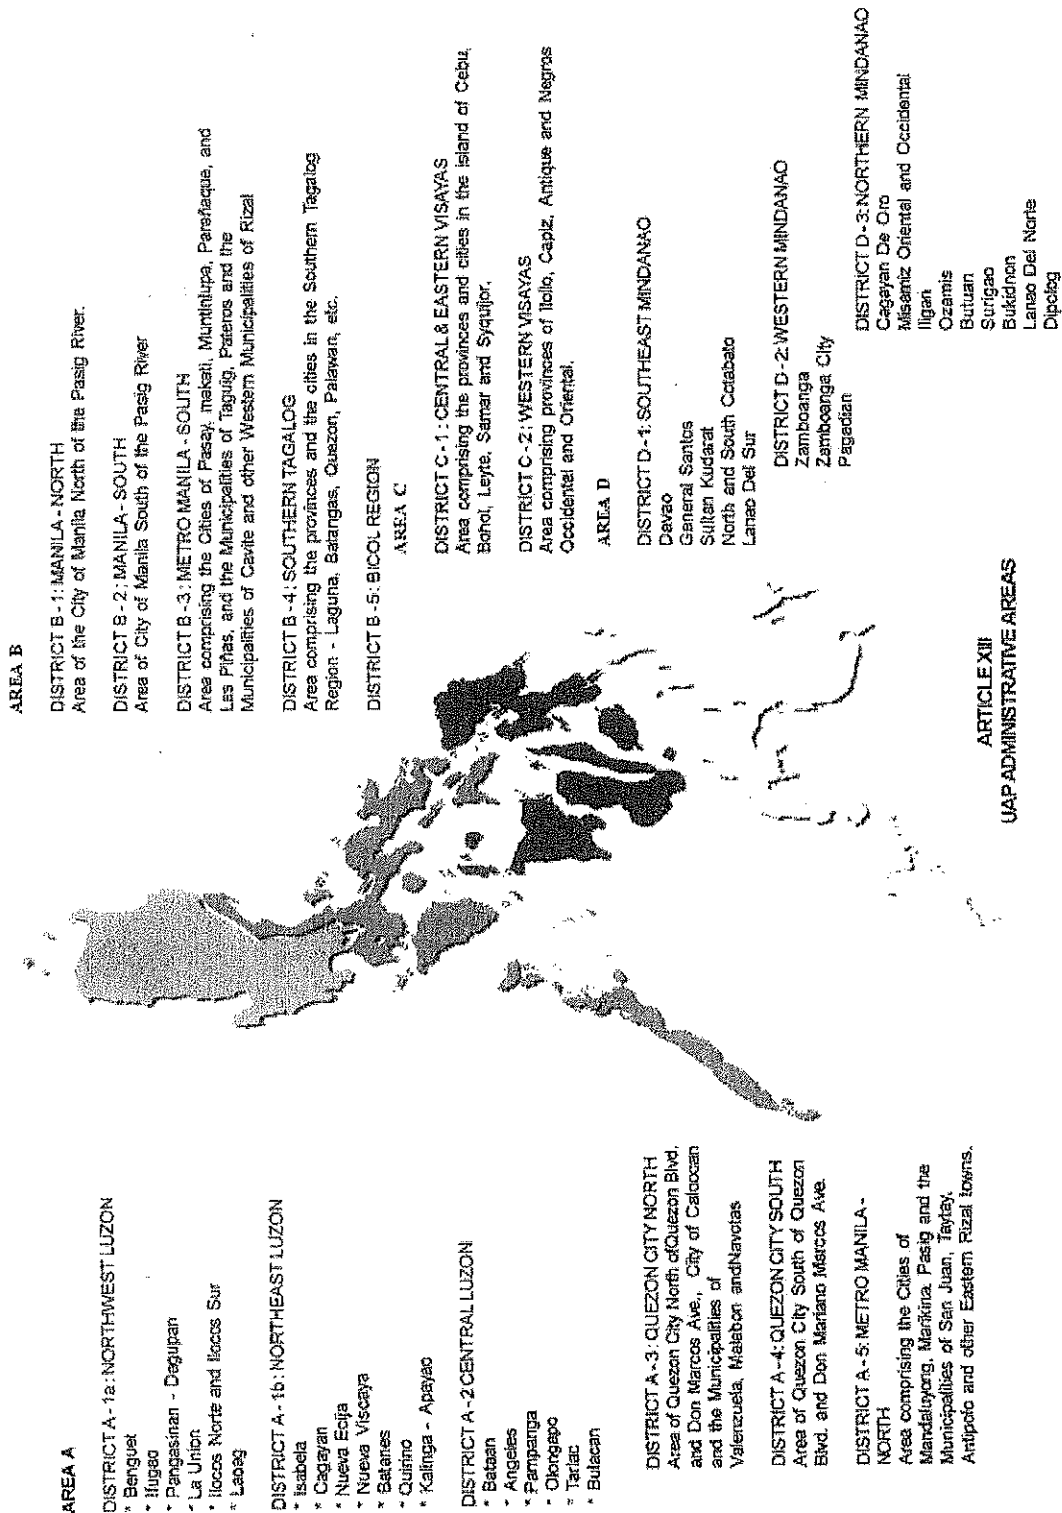 AREA A
DISTRICT A - 1a : NORTHWEST LUZON
* Benguet
* Ifugao
* Pangasinan - Dagupan
* La Union
* Ilocos Norte and Ilocos Sur
* Laoag
DISTRICT A - 1b : NORTHEAST LUZON
* Isabela
* Cagayan
* Nueva Ecija
* Nueva Viscaya
* Batanes
* Quirino
* Kalinga - Apayao
DISTRICT A -2 CENTRAL LUZON
* Bataan
* Angeles
* Pampanga
* Olongapo
* Tarlac
* Bulacan
DISTRICT A - 3 : QUEZON CITY NORTH
Area of Quezon City North of Quezon Blvd.
and Don Marcos Ave., City of Caloocan
and the Municipalities of
Valenzuela, Malabon and Navotas
DISTRICT A - 4: QUEZON CITY SOUTH
Area of Quezon City South of Quezon
Blvd. and Don Mariano Marcos Ave.
DISTRICT A - 5: METRO MANILA -
NORTH
Area comprising the Cities of
Mandaluyong, Marikina, Pasig and the
Municipalities of San Juan, Taytay,
Antipolo and other Eastern Rizal towns.
AREA B
DISTRICT B - 1 : MANILA - NORTH
Area of the City of Manila North of the Pasig River.
DISTRICT B - 2 : MANILA - SOUTH
Area of City of Manila South of the Pasig River
DISTRICT B - 3 : METRO MANILA - SOUTH
Area comprising the Cities of Pasay, makati, Muntinlupa, Parañaque, and
Las Piñas, and the Municipalities of Taguig, Pateros and the
Municipalities of Cavite and other Western Municipalities of Rizal
DISTRICT B - 4 : SOUTHERN TAGALOG
Area comprising the provinces and the cities in the Southern Tagalog
Region - Laguna, Batangas, Quezon, Palawan, etc.
DISTRICT B - 5 : BICOL REGION
AREA C
DISTRICT C - 1 : CENTRAL & EASTERN VISAYAS
Area comprising the provinces and cities in the island of Cebu,
Bohol, Leyte, Samar and Syquijor,
DISTRICT C - 2 : WESTERN VISAYAS
Area comprising provinces of Iloilo, Capiz, Antique and Negros
Occidental and Oriental.
AREA D
DISTRICT D - 1 : SOUTHEAST MINDANAO
Davao
General Santos
Sultan Kudarat
North and South Cotabato
Lanao Del Sur
DISTRICT D - 2 : WESTERN MINDANAO
Zamboanga
Zamboanga City
Pagadian
DISTRICT D - 3 : NORTHERN MINDANAO
Cagayan De Oro
Misamiz Oriental and Occidental
Iligan
Ozamis
Butuan
Surigao
Bukidnon
Lanao Del Norte
Dipolog
ARTICLE XIII
UAP ADMINISTRATIVE AREAS